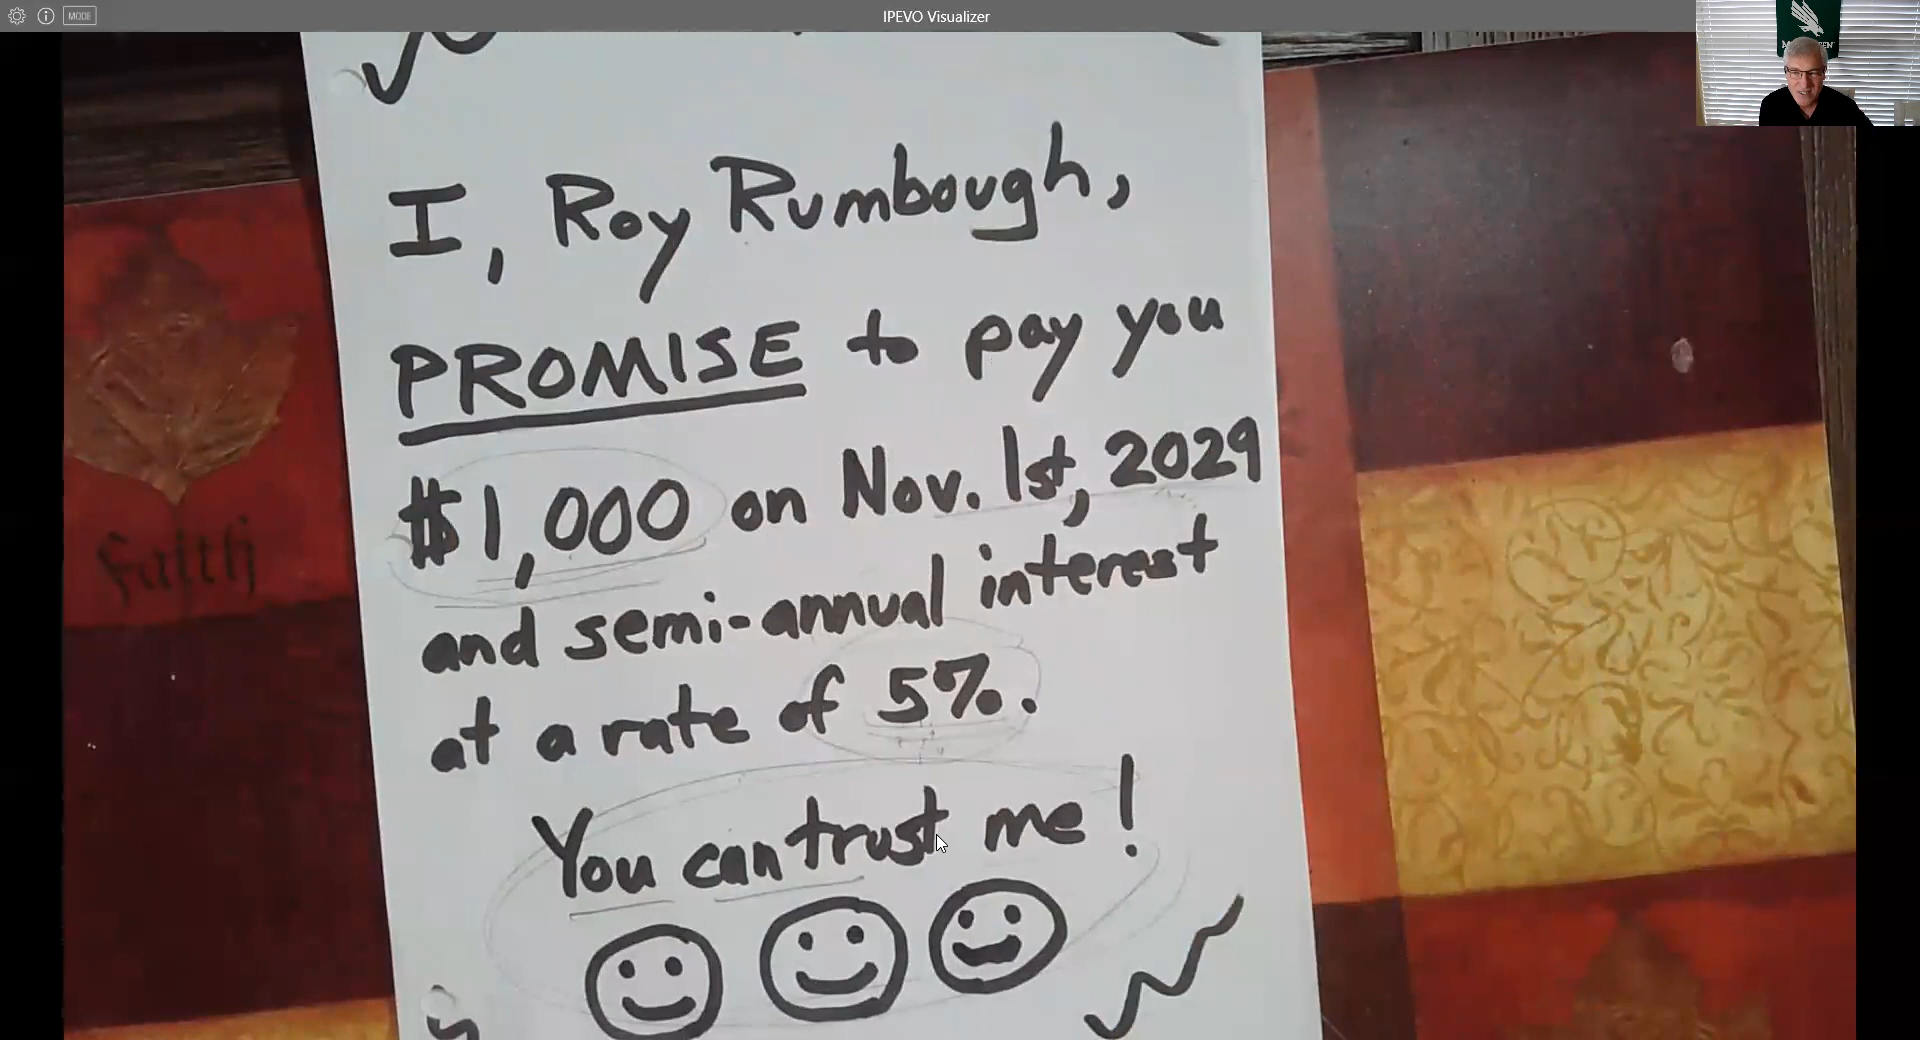 MODE
IPEVO Visualizer
I, Roy Rumbough,
PROMISE to pay you
$1,000 on Nov. 1st, 2029
and semi-annual interest
at a rate of 5%.
You can trust me!
faith